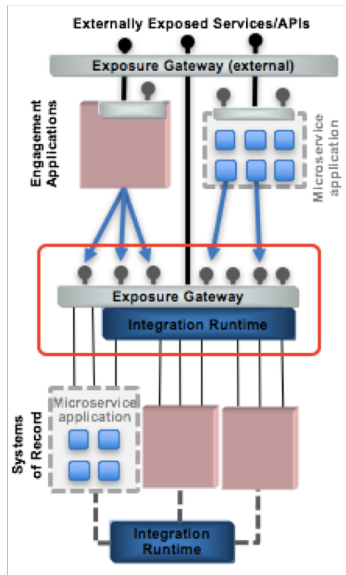 Externally Exposed Services/APIs
Exposure Gateway (external)
Engagement
Applications
Microservice
application
Exposure Gateway
Integration Runtime
Systems
of Record
Microservice
application
Integration
Runtime